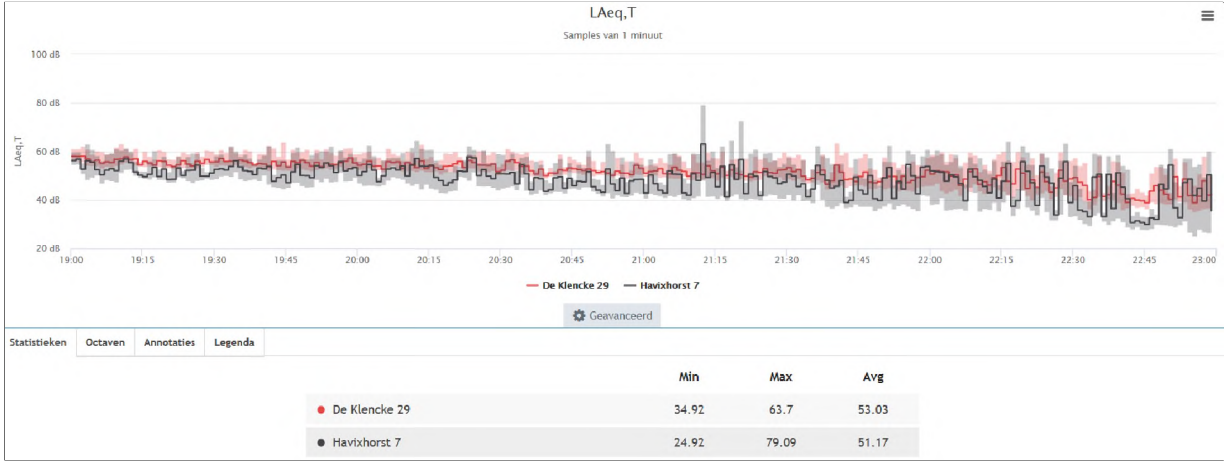 LAeq,T
Samples van 1 minuut
100 dB
80 dB
60 dB
40 dB
20 dB
LAeq,T
19:00 19:15 19:30 19:45 20:00 20:15 20:30 20:45 21:00 21:15 21:30 21:45 22:00 22:15 22:30 22:45 23:00
De Klencke 29 Havixhorst 7
Geavanceerd
Statistieken Octaven Annotaties Legenda
Min Max Avg
De Klencke 29 34.92 63.7 53.03
Havixhorst 7 24.92 79.09 51.17